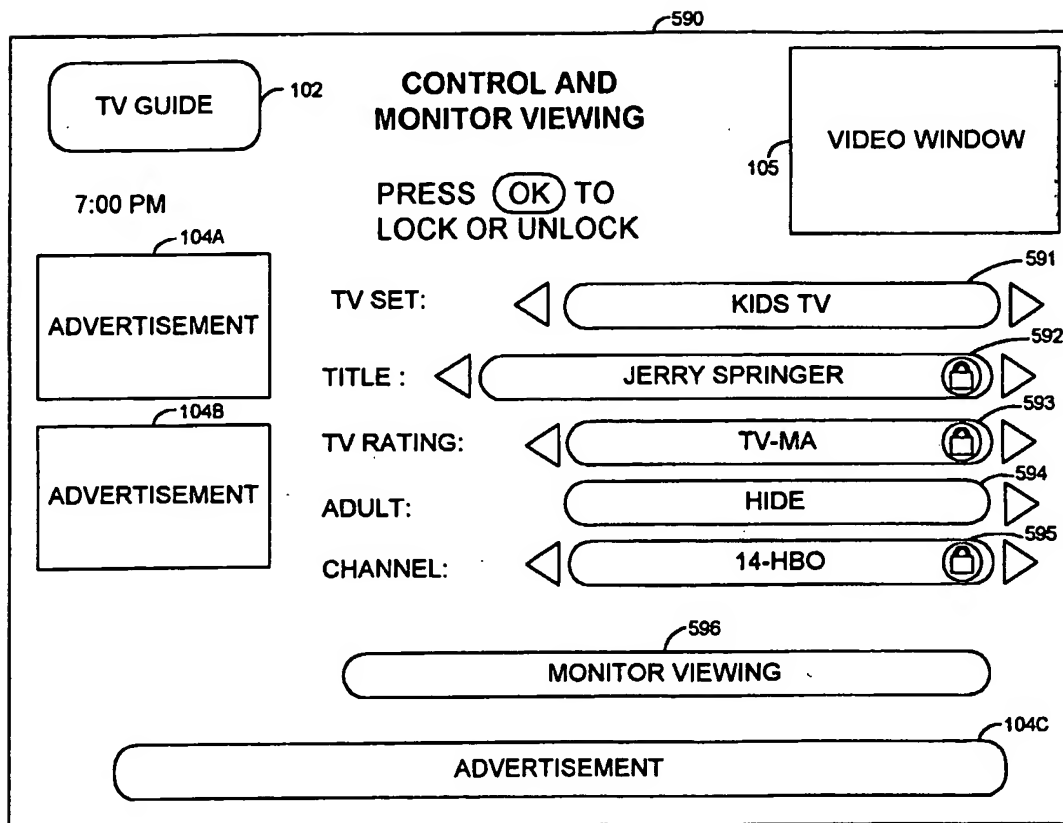 590
TV GUIDE
102
CONTROL AND
MONITOR VIEWING
VIDEO WINDOW
105
7:00 PM
PRESS OK TO
LOCK OR UNLOCK
104A
ADVERTISEMENT
104B
ADVERTISEMENT
591
TV SET:
KIDS TV
592
TITLE :
JERRY SPRINGER
593
TV RATING:
TV-MA
594
ADULT:
HIDE
595
CHANNEL:
14-HBO
596
MONITOR VIEWING
104C
ADVERTISEMENT